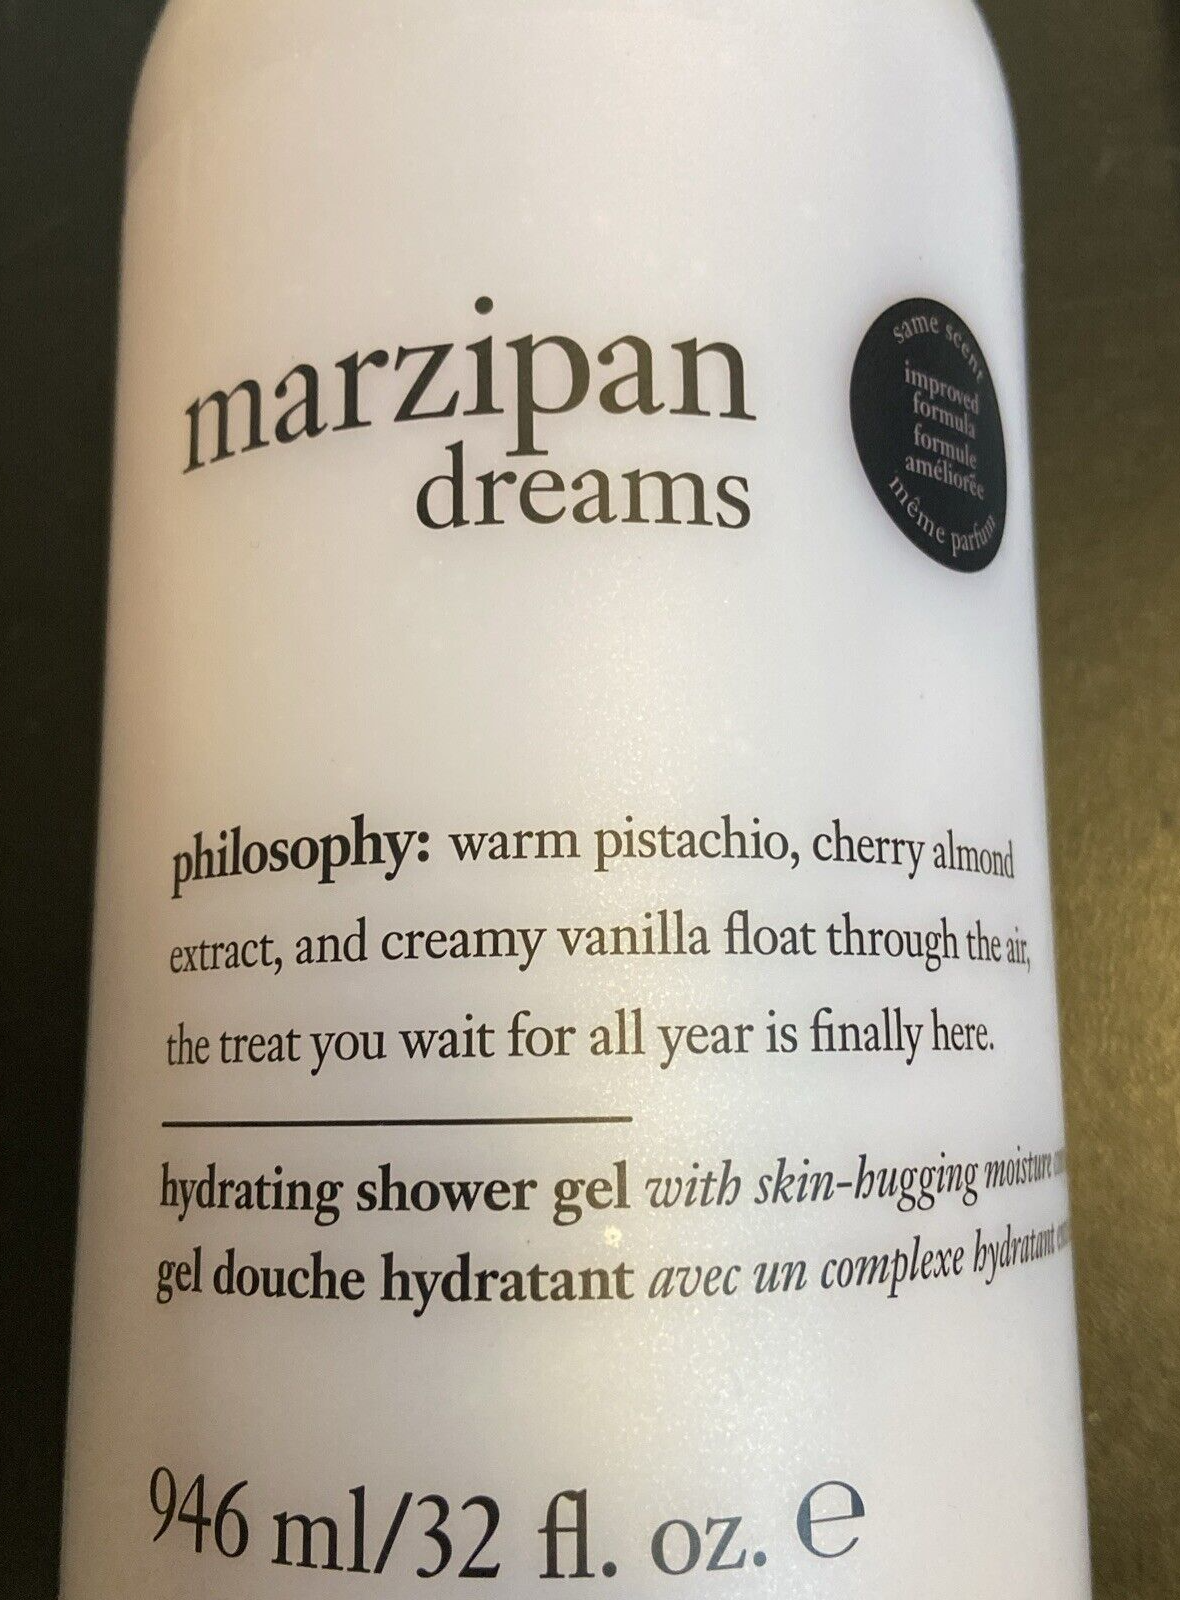 marzipan
dreams
same scent
improved
formula
formule
améliorée
même parfum
philosophy: warm pistachio, cherry almond
extract, and creamy vanilla float through the air,
the treat you wait for all year is finally here.
hydrating shower gel with skin-hugging moisture
gel douche hydratant avec un complexe hydratant
946 ml/32 fl. oz. ℮